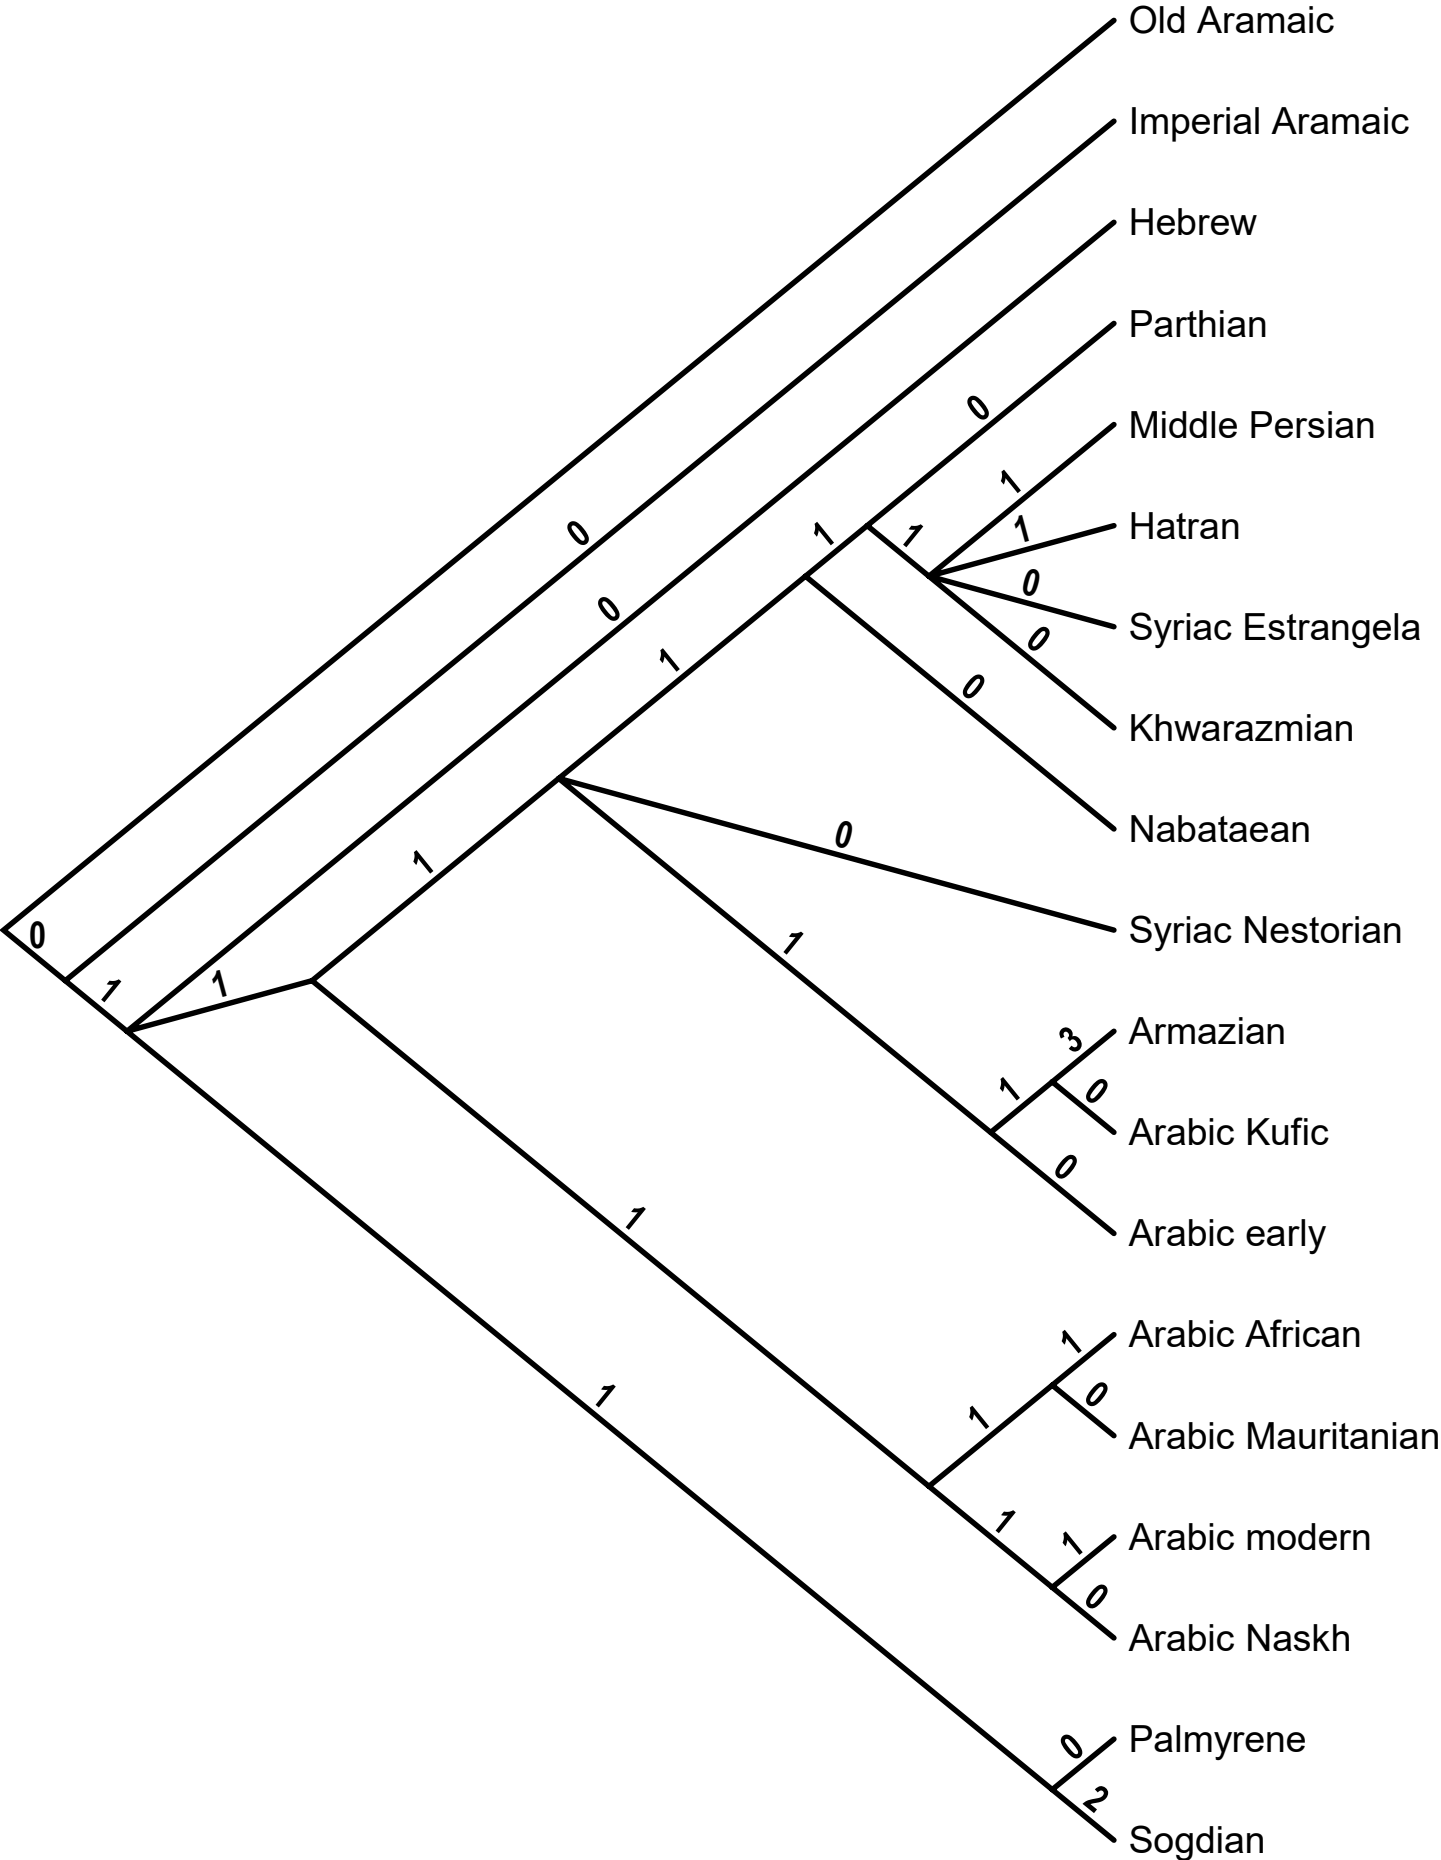 Old Aramaic
Imperial Aramaic
Hebrew
Parthian
0
Middle Persian
1
Hatran
1
0
1
1
0
Syriac Estrangela
0
0
0
1
0
Khwarazmian
Nabataean
0
1
Syriac Nestorian
0
1
1
1
3
Armazian
1
0
Arabic Kufic
0
Arabic early
1
1
Arabic African
0
1
1
Arabic Mauritanian
1
1
Arabic modern
0
Arabic Naskh
0
Palmyrene
2
Sogdian